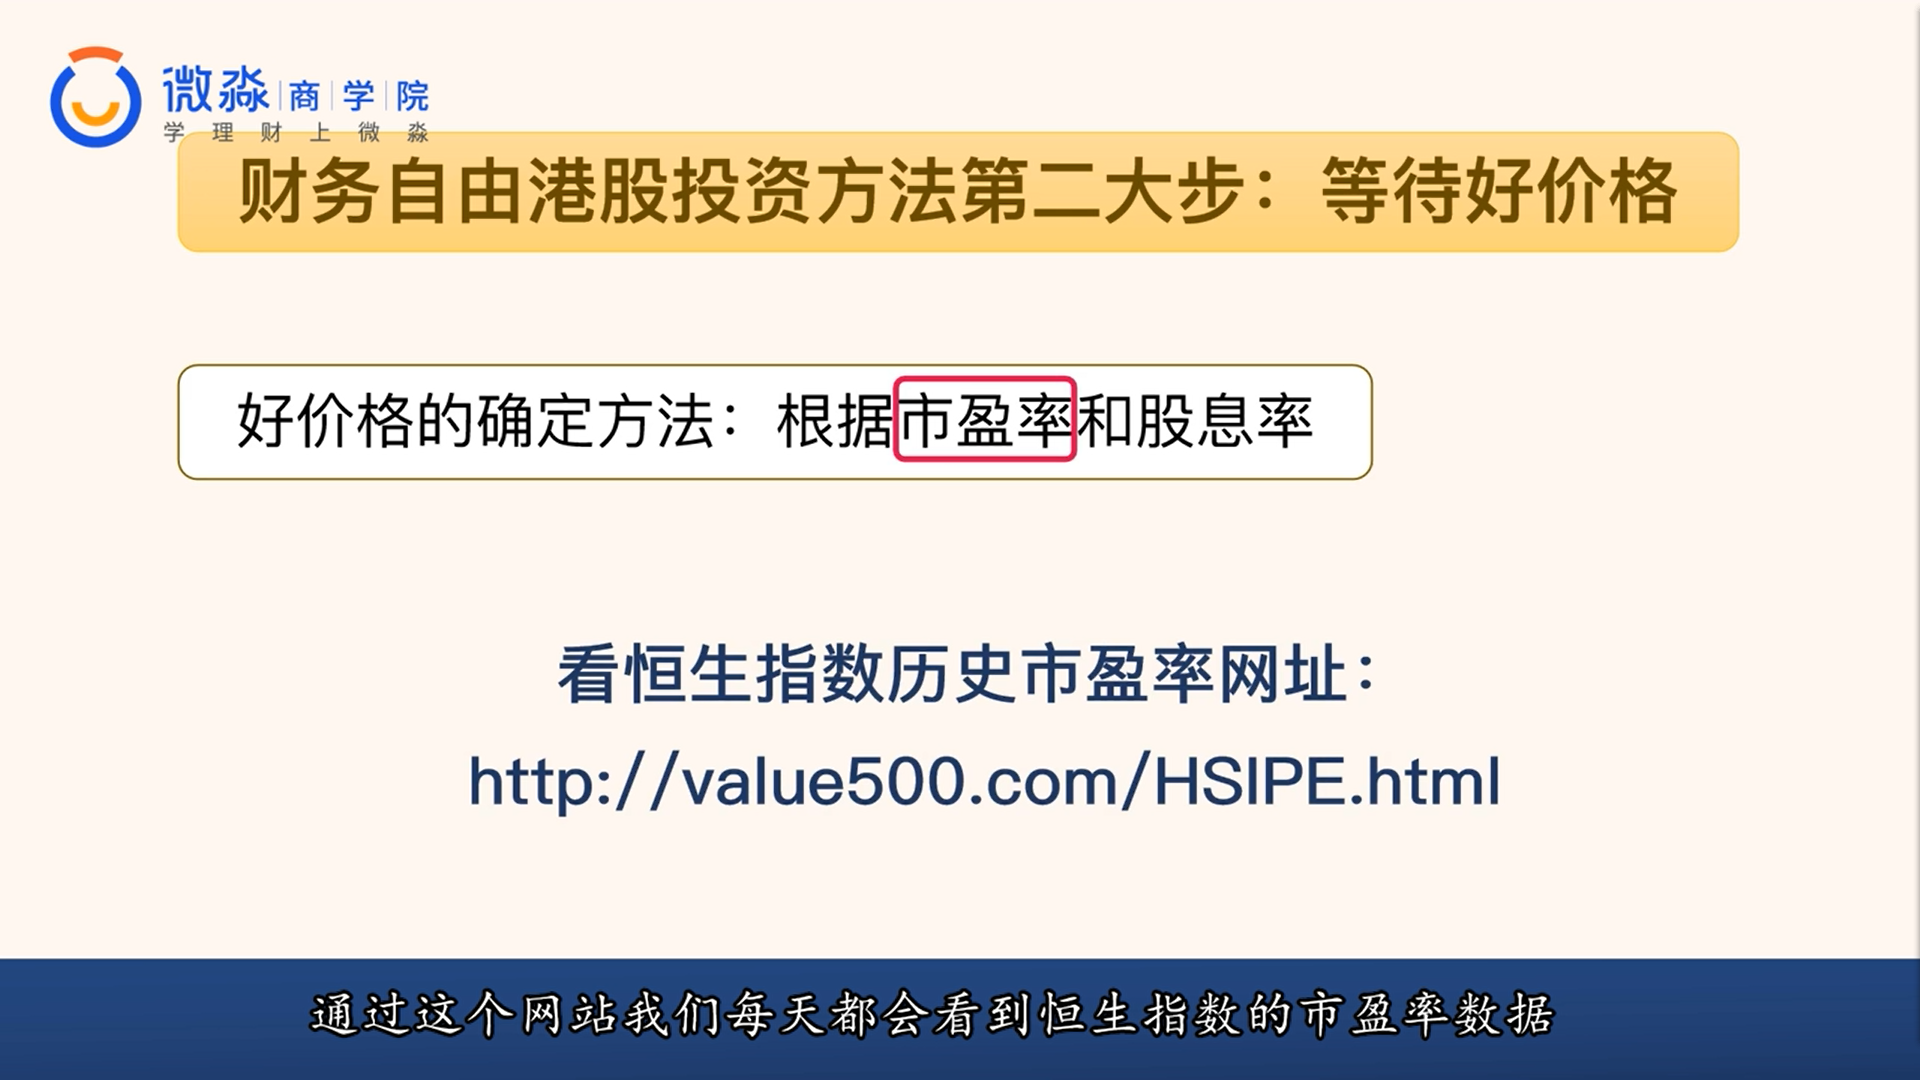 微淼|商|学|院
学理财上微淼
财务自由港股投资方法第二大步：等待好价格
好价格的确定方法：根据市盈率和股息率
看恒生指数历史市盈率网址：
http://value500.com/HSIPE.html
通过这个网站我们每天都会看到恒生指数的市盈率数据